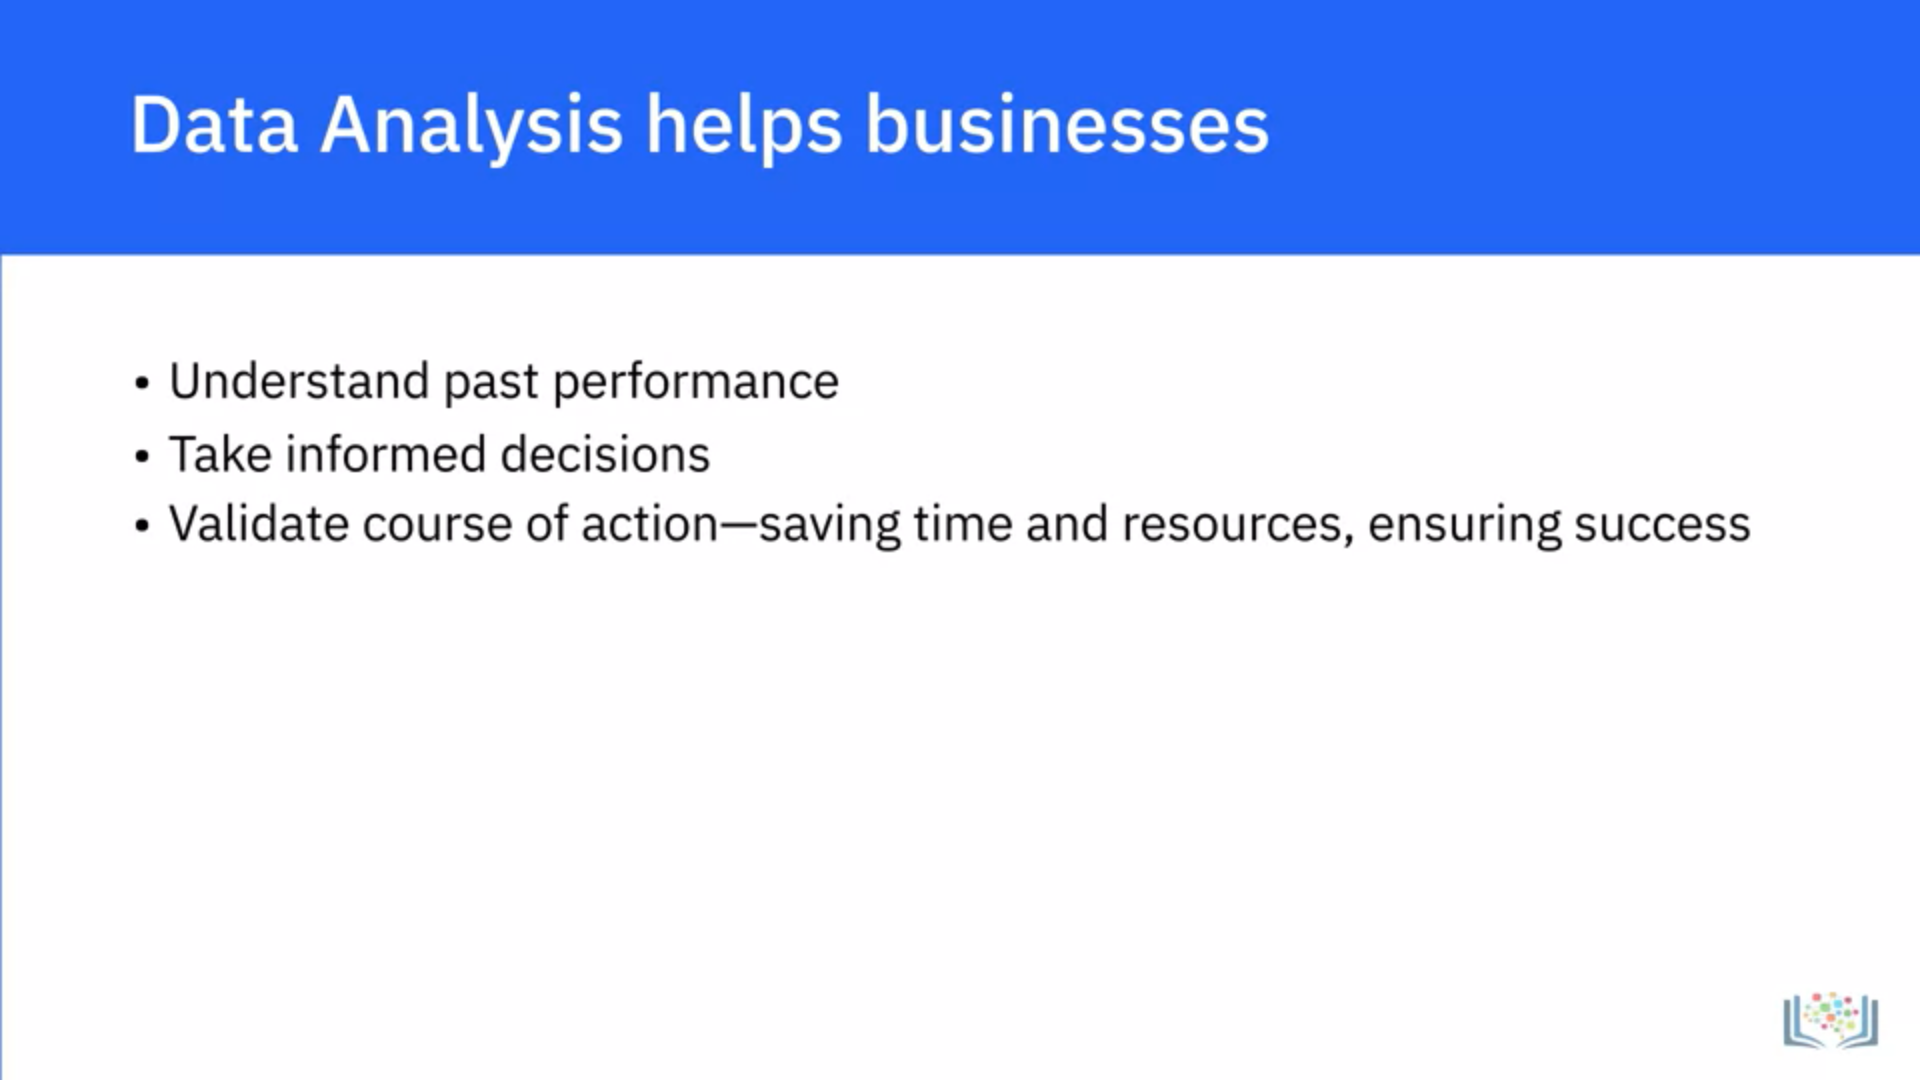 Data Analysis helps businesses
• Understand past performance
• Take informed decisions
• Validate course of action—saving time and resources, ensuring success